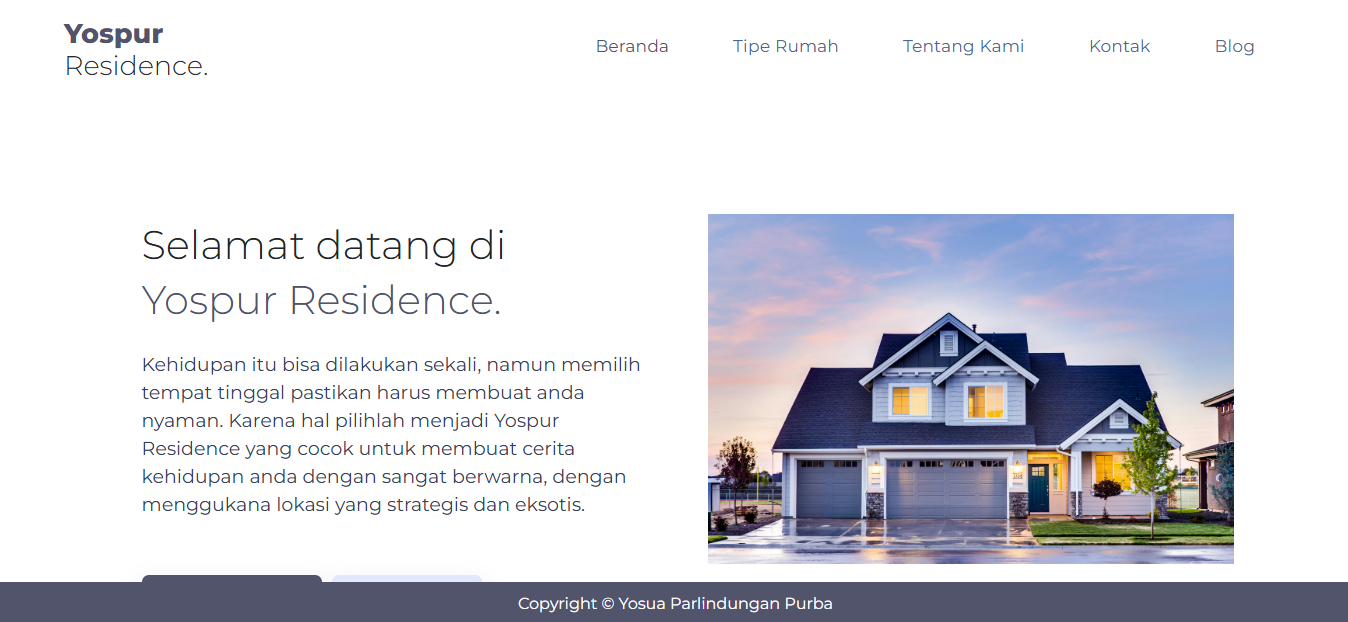 Yospur
Residence.
Beranda
Tipe Rumah
Tentang Kami
Kontak
Blog
Selamat datang di
Yospur Residence.
Kehidupan itu bisa dilakukan sekali, namun memilih
tempat tinggal pastikan harus membuat anda
nyaman. Karena hal pilihlah menjadi Yospur
Residence yang cocok untuk membuat cerita
kehidupan anda dengan sangat berwarna, dengan
menggukana lokasi yang strategis dan eksotis.
Copyright © Yosua Parlindungan Purba